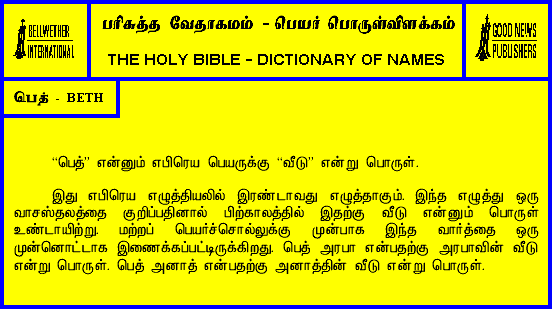 BELLWETHER
INTERNATIONAL
பரிசுத்த வேதாகமம் - பெயர் பொருள்விளக்கம்
THE HOLY BIBLE - DICTIONARY OF NAMES
GOOD NEWS
PUBLISHERS
பெத் - BETH
“பெத்” என்னும் எபிரெய பெயருக்கு “வீடு” என்று பொருள்.
இது எபிரெய எழுத்தியலில் இரண்டாவது எழுத்தாகும். இந்த எழுத்து ஒரு
வாசஸ்தலத்தை குறிப்பதினால் பிற்காலத்தில் இதற்கு வீடு என்னும் பொருள்
உண்டாயிற்று. மற்றப் பெயர்ச்சொல்லுக்கு முன்பாக இந்த வார்த்தை ஒரு
முன்னொட்டாக இணைக்கப்பட்டிருக்கிறது. பெத் அரபா என்பதற்கு அரபாவின் வீடு
என்று பொருள். பெத் அனாத் என்பதற்கு அனாத்தின் வீடு என்று பொருள்.